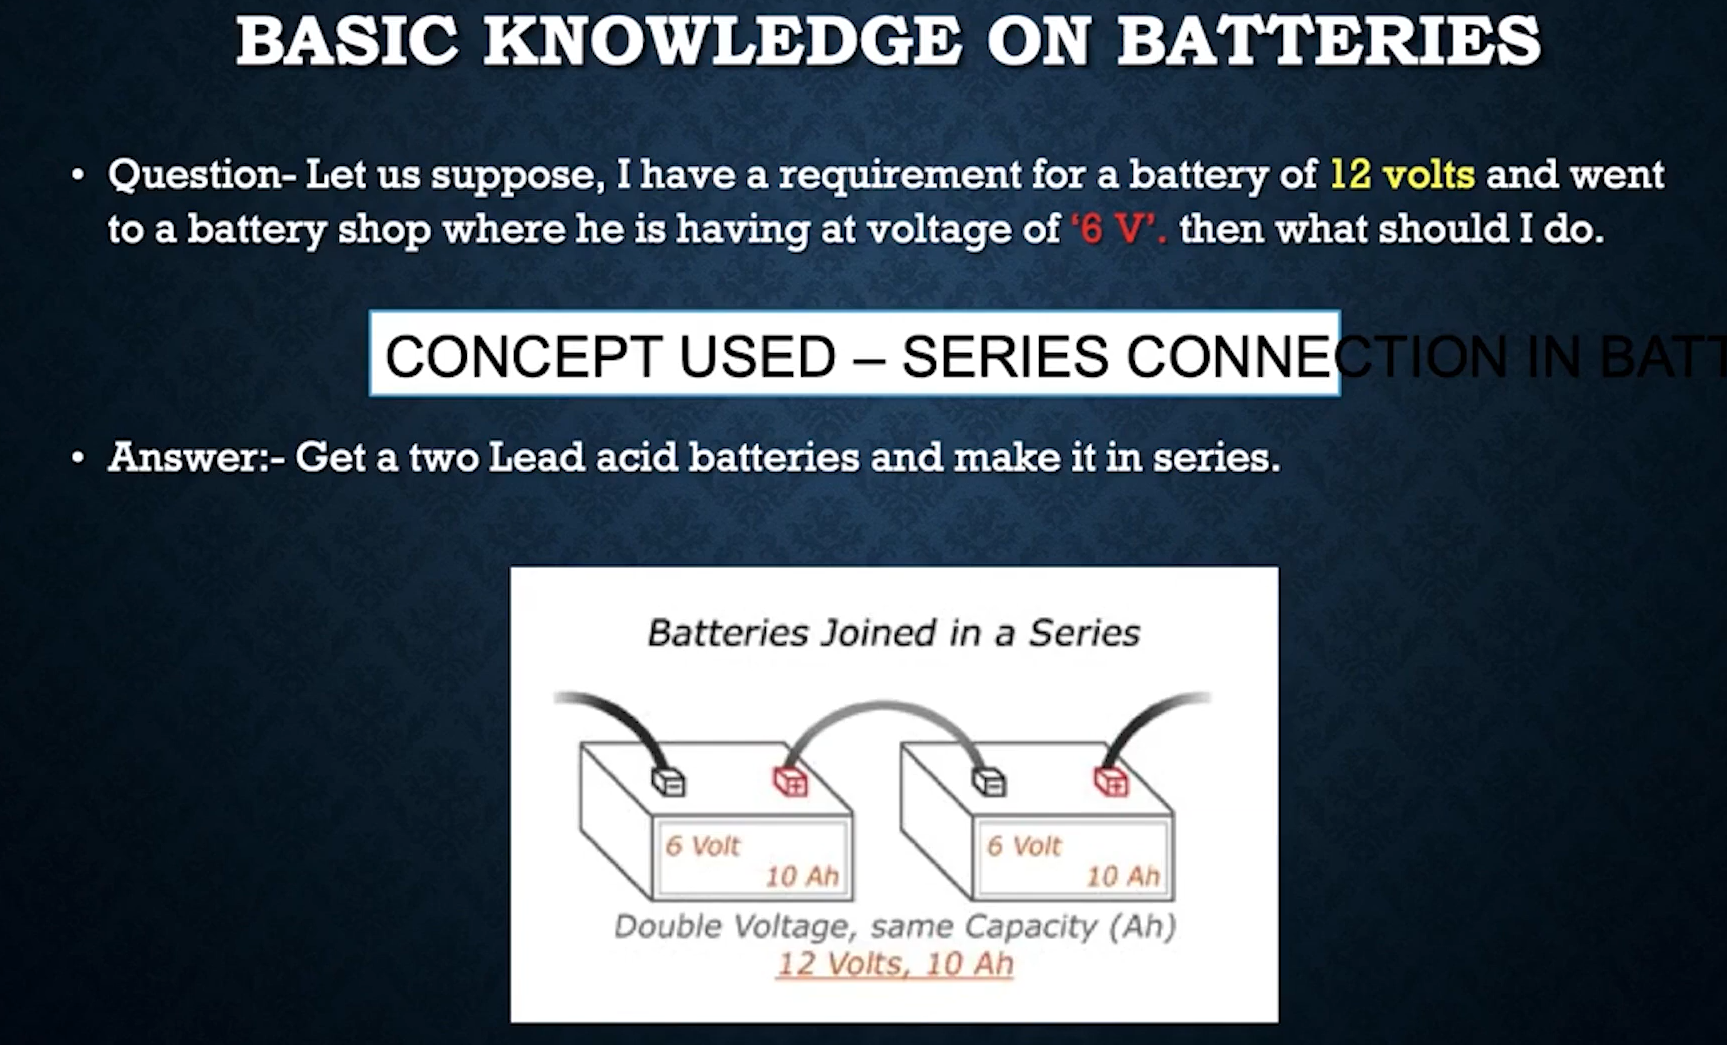 BASIC KNOWLEDGE ON BATTERIES
• Question- Let us suppose, I have a requirement for a battery of 12 volts and went
to a battery shop where he is having at voltage of ‘6 V’. then what should I do.
CONCEPT USED – SERIES CONNECTION IN BATT
• Answer:- Get a two Lead acid batteries and make it in series.
Batteries Joined in a Series
6 Volt
10 Ah
6 Volt
10 Ah
Double Voltage, same Capacity (Ah)
12 Volts, 10 Ah